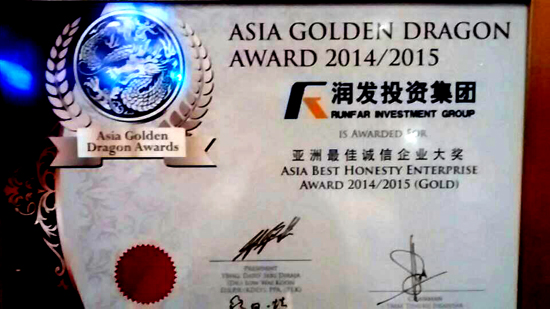 ASIA GOLDEN DRAGON
AWARD 2014/2015
润发投资集团
RUNFAR INVESTMENT GROUP
IS AWARDED FOR
亚洲最佳诚信企业大奖
ASIA BEST HONESTY ENTERPRISE
AWARD 2014/2015 (GOLD)
Asia Golden
Dragon Awards
PRESIDENT